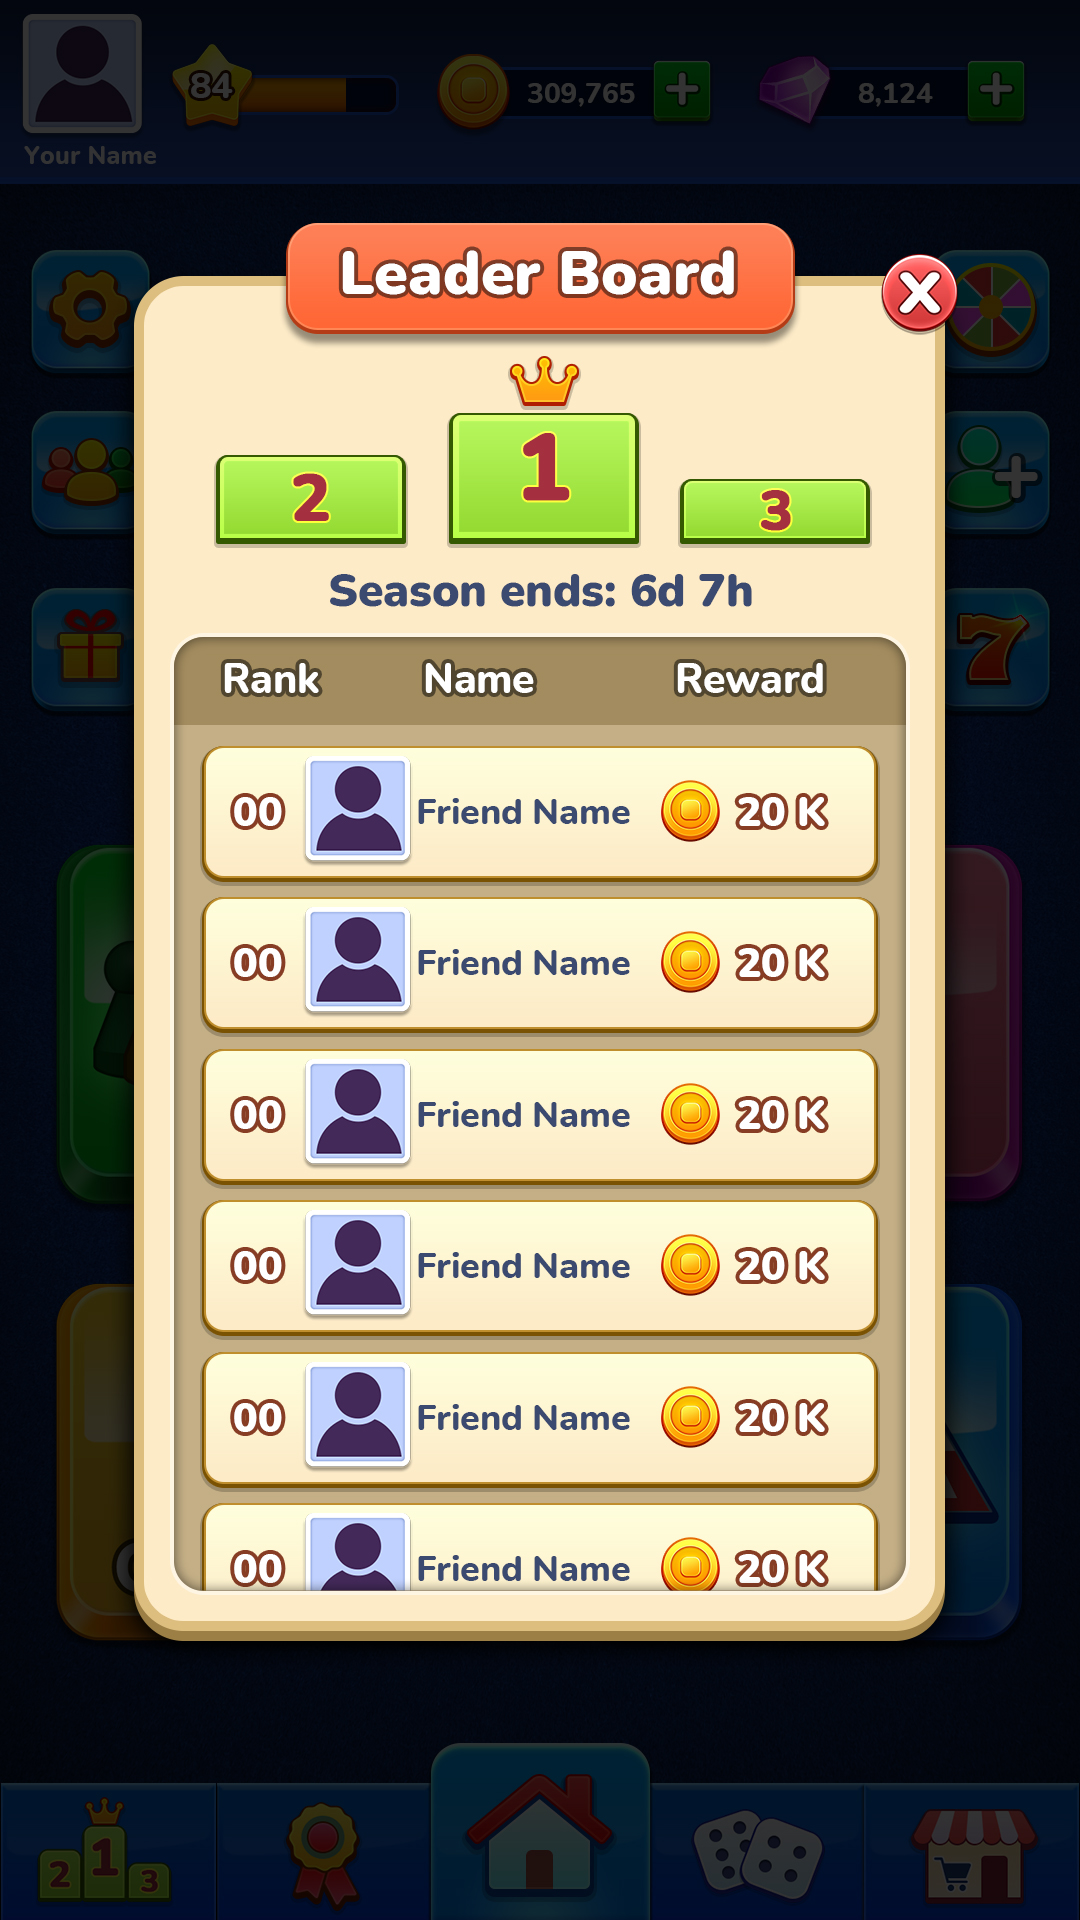 84
309,765
8,124
Your Name
Leader Board
2
1
3
Season ends: 6d 7h
Rank Name Reward
00 Friend Name 20 K
00 Friend Name 20 K
00 Friend Name 20 K
00 Friend Name 20 K
00 Friend Name 20 K
00 Friend Name 20 K
7
2 1 3